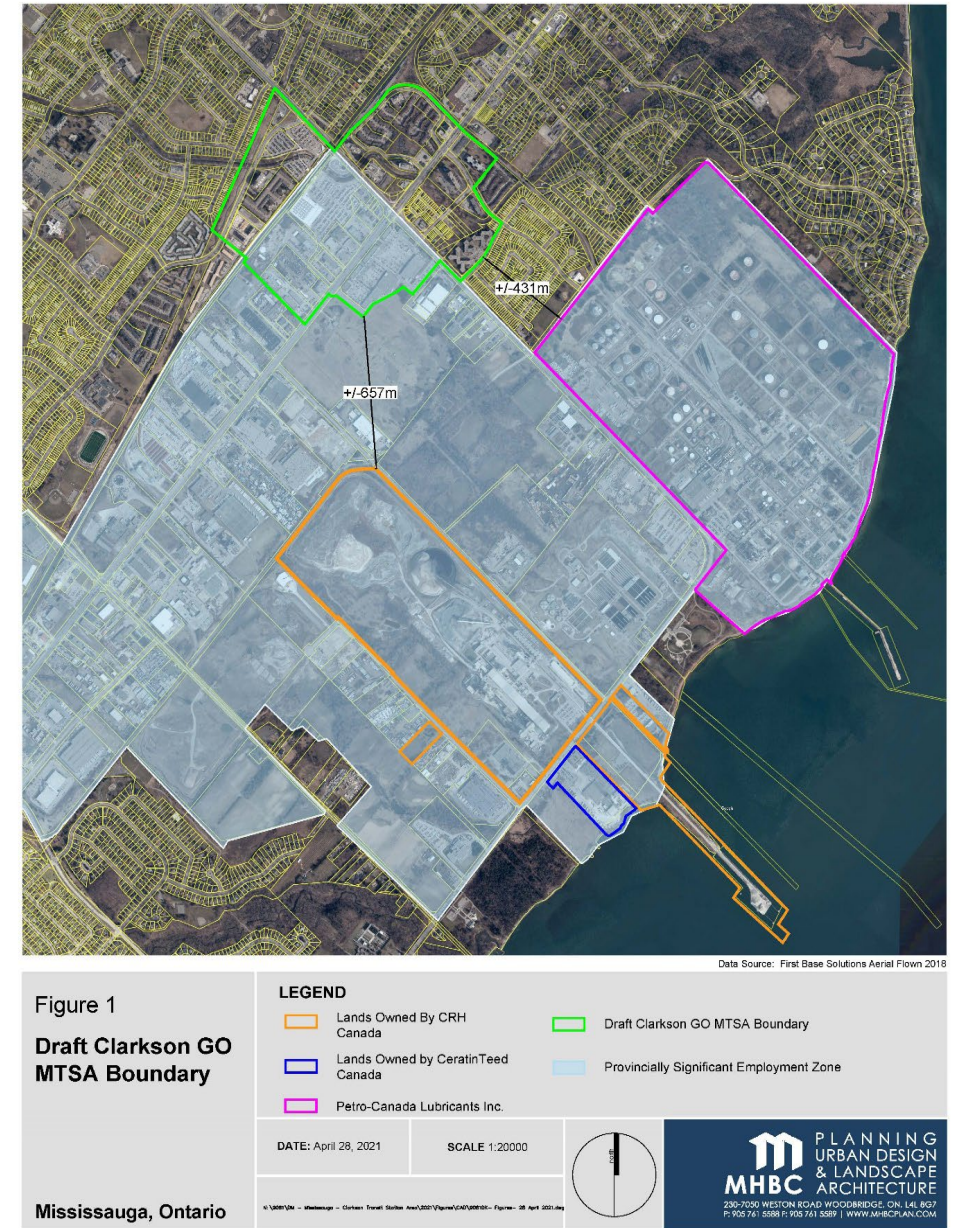 +/-431m
+/-657m
Data Source: First Base Solutions Aerial Flown 2018
Figure 1
Draft Clarkson GO
MTSA Boundary
Mississauga, Ontario
LEGEND
Lands Owned By CRH
Canada
Lands Owned by CeratinTeed
Canada
Petro-Canada Lubricants Inc.
Draft Clarkson GO MTSA Boundary
Provincially Significant Employment Zone
DATE: April 28, 2021
SCALE 1:20000
north
MHBC
PLANNING
URBAN DESIGN
& LANDSCAPE
ARCHITECTURE
230-7050 WESTON ROAD WOODBRIDGE, ON. L4L 8G7
P: 905 761 5588 F: 905 761 5589 | WWW.MHBCPLAN.COM